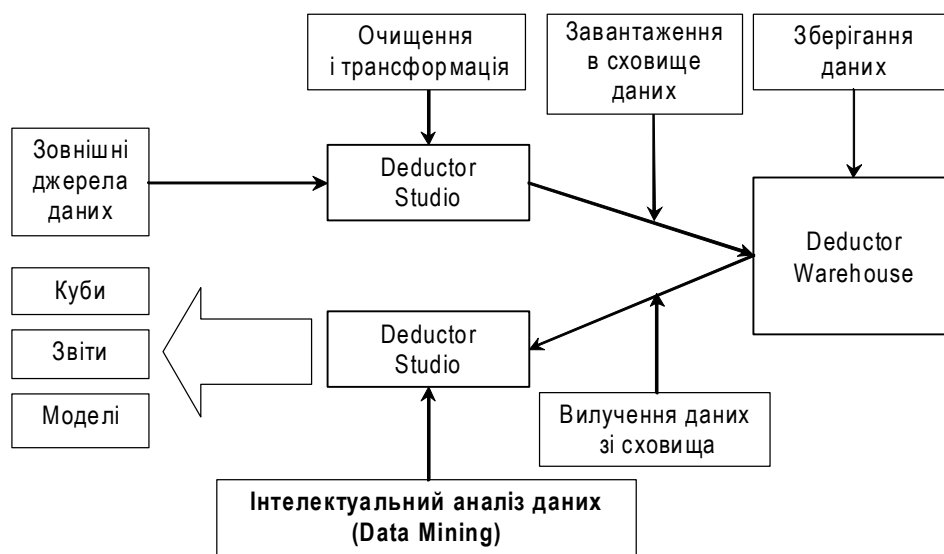 Очищення
і трансформація
Завантаження
в сховище
даних
Зберігання
даних
Зовнішні
джерела
даних
Deductor
Studio
Deductor
Warehouse
Куби
Звіти
Моделі
Deductor
Studio
Вилучення даних
зі сховища
Інтелектуальний аналіз даних
(Data Mining)